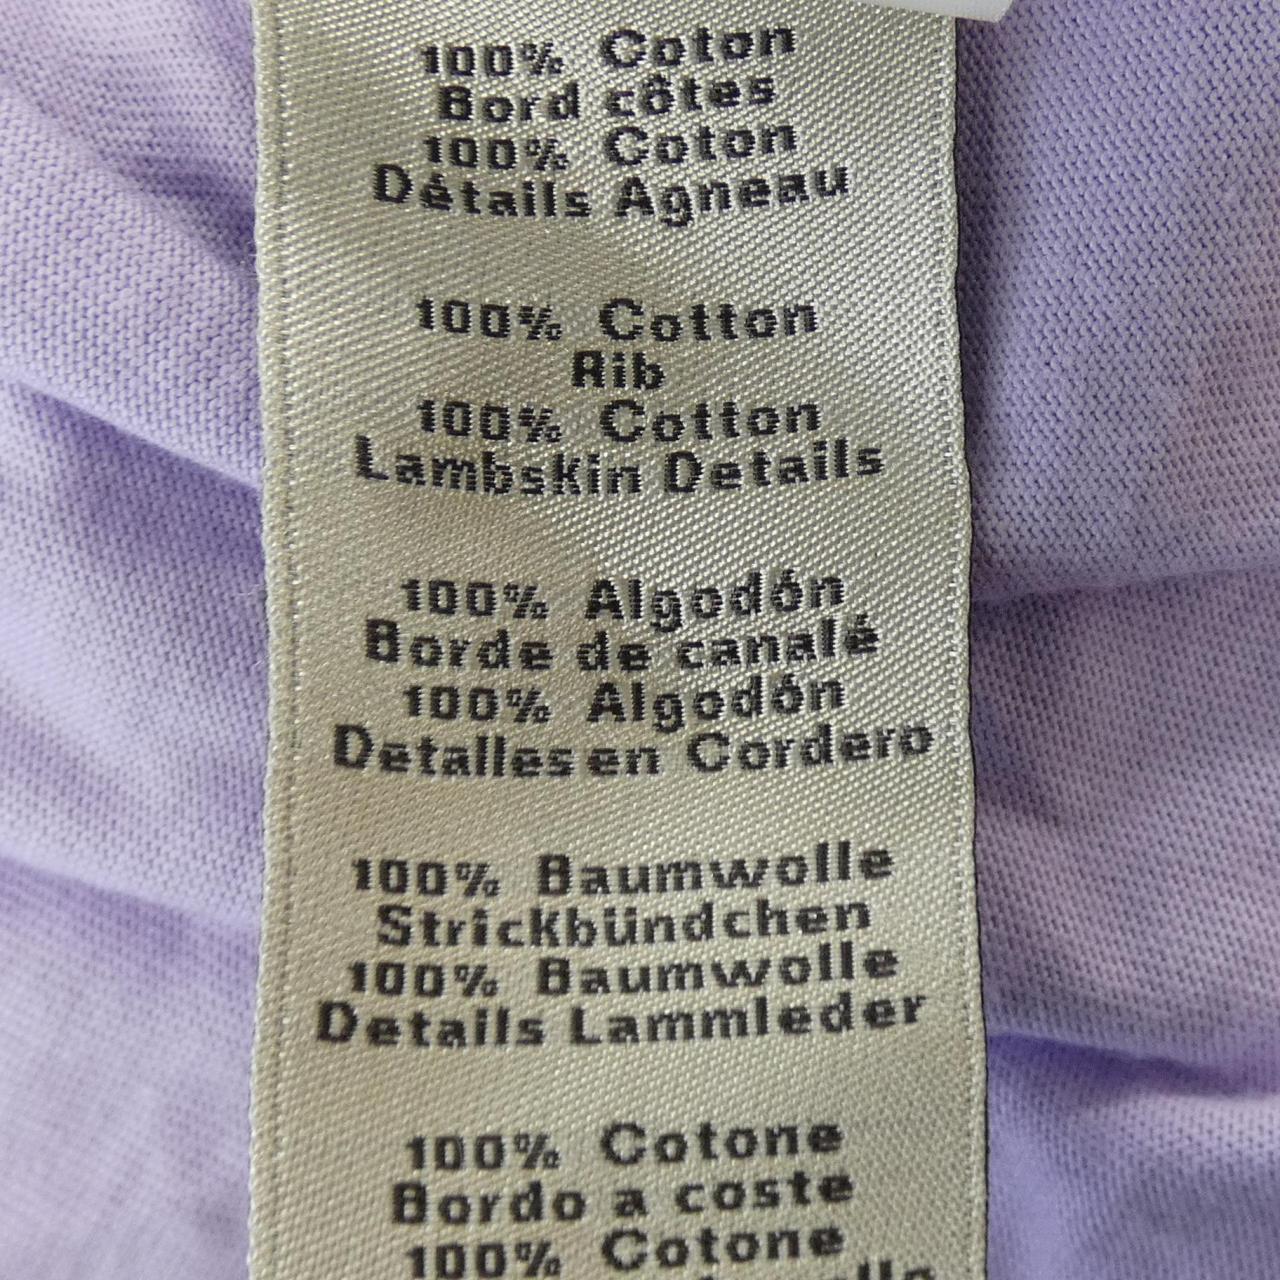 100% Coton
Bord côtes
100% Coton
Détails Agneau
100% Cotton
Rib
100% Cotton
Lambskin Details
100% Algodón
Borde de canalé
100% Algodón
Detalles en Cordero
100% Baumwolle
Strickbündchen
100% Baumwolle
Details Lammleder
100% Cotone
Bordo a coste
100% Cotone